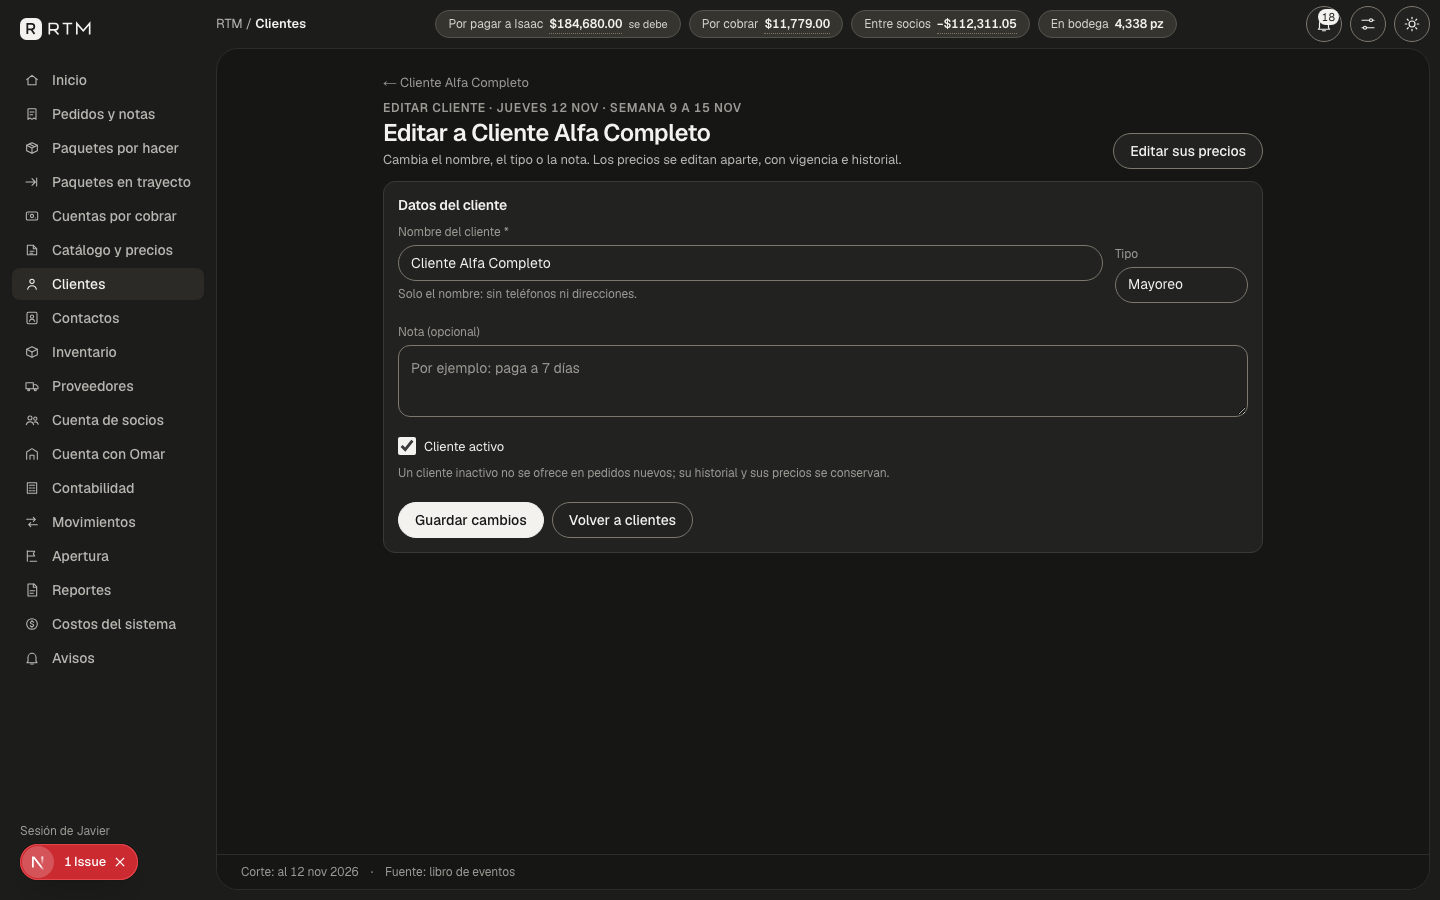 R RTM
RTM / Clientes
Por pagar a Isaac $184,680.00 se debe
Por cobrar $11,779.00
Entre socios −$112,311.05
En bodega 4,338 pz
18
Inicio
Pedidos y notas
Paquetes por hacer
Paquetes en trayecto
Cuentas por cobrar
Catálogo y precios
Clientes
Contactos
Inventario
Proveedores
Cuenta de socios
Cuenta con Omar
Contabilidad
Movimientos
Apertura
Reportes
Costos del sistema
Avisos
Sesión de Javier
N 1 Issue
← Cliente Alfa Completo
EDITAR CLIENTE · JUEVES 12 NOV · SEMANA 9 A 15 NOV
Editar a Cliente Alfa Completo
Cambia el nombre, el tipo o la nota. Los precios se editan aparte, con vigencia e historial.
Editar sus precios
Datos del cliente
Nombre del cliente *
Cliente Alfa Completo
Solo el nombre: sin teléfonos ni direcciones.
Tipo
Mayoreo
Nota (opcional)
Por ejemplo: paga a 7 días
Cliente activo
Un cliente inactivo no se ofrece en pedidos nuevos; su historial y sus precios se conservan.
Guardar cambios
Volver a clientes
Corte: al 12 nov 2026 · Fuente: libro de eventos